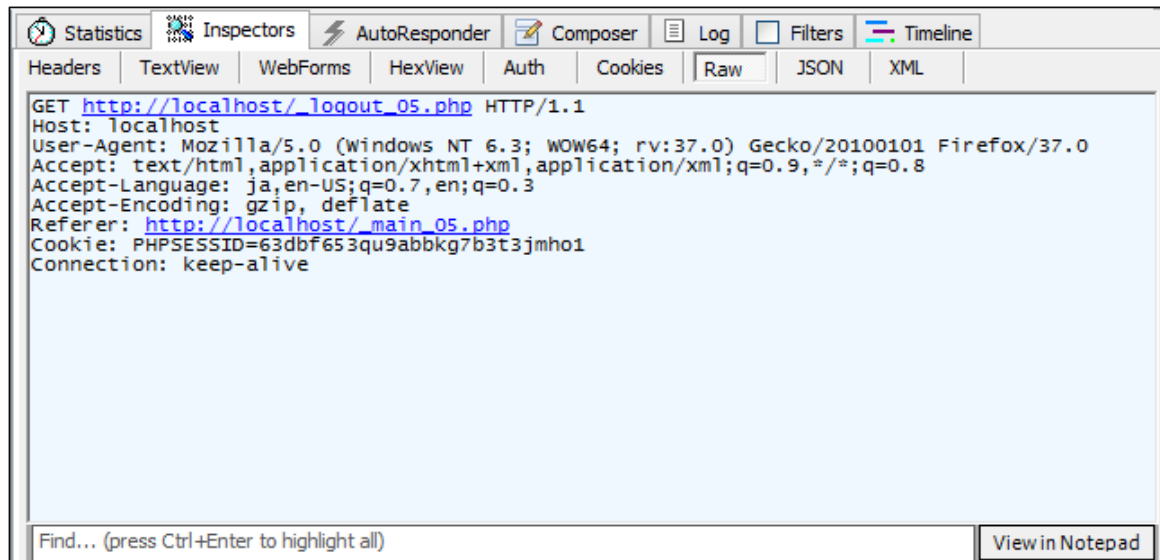 Statistics Inspectors AutoResponder Composer Log Filters Timeline
Headers TextView WebForms HexView Auth Cookies Raw JSON XML
GET http://localhost/_logout_05.php HTTP/1.1
Host: localhost
User-Agent: Mozilla/5.0 (Windows NT 6.3; WOW64; rv:37.0) Gecko/20100101 Firefox/37.0
Accept: text/html,application/xhtml+xml,application/xml;q=0.9,*/*;q=0.8
Accept-Language: ja,en-US;q=0.7,en;q=0.3
Accept-Encoding: gzip, deflate
Referer: http://localhost/_main_05.php
Cookie: PHPSESSID=63dbf653qu9abbkg7b3t3jmho1
Connection: keep-alive
Find... (press Ctrl+Enter to highlight all) View in Notepad